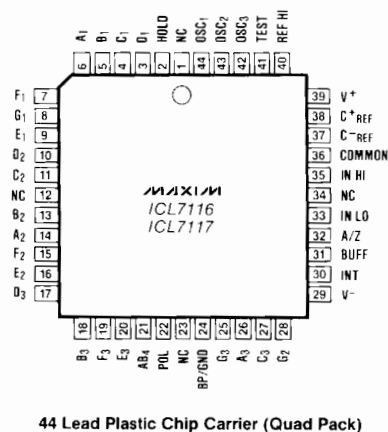 A1 B1 C1 D1 HOLD NC OSC1 OSC2 OSC3 TEST REF HI
6 5 4 3 2 1 44 43 42 41 40
F1 7
G1 8
E1 9
D2 10
C2 11
NC 12
B2 13
A2 14
F2 15
E2 16
D3 17
MAXIM
ICL7116
ICL7117
39 V+
38 C+REF
37 C-REF
36 COMMON
35 IN HI
34 NC
33 IN LO
32 A/Z
31 BUFF
30 INT
29 V-
18 19 20 21 22 23 24 25 26 27 28
B3 F3 E3 AB4 POL NC BP/GND G3 A3 C3 G2
44 Lead Plastic Chip Carrier (Quad Pack)